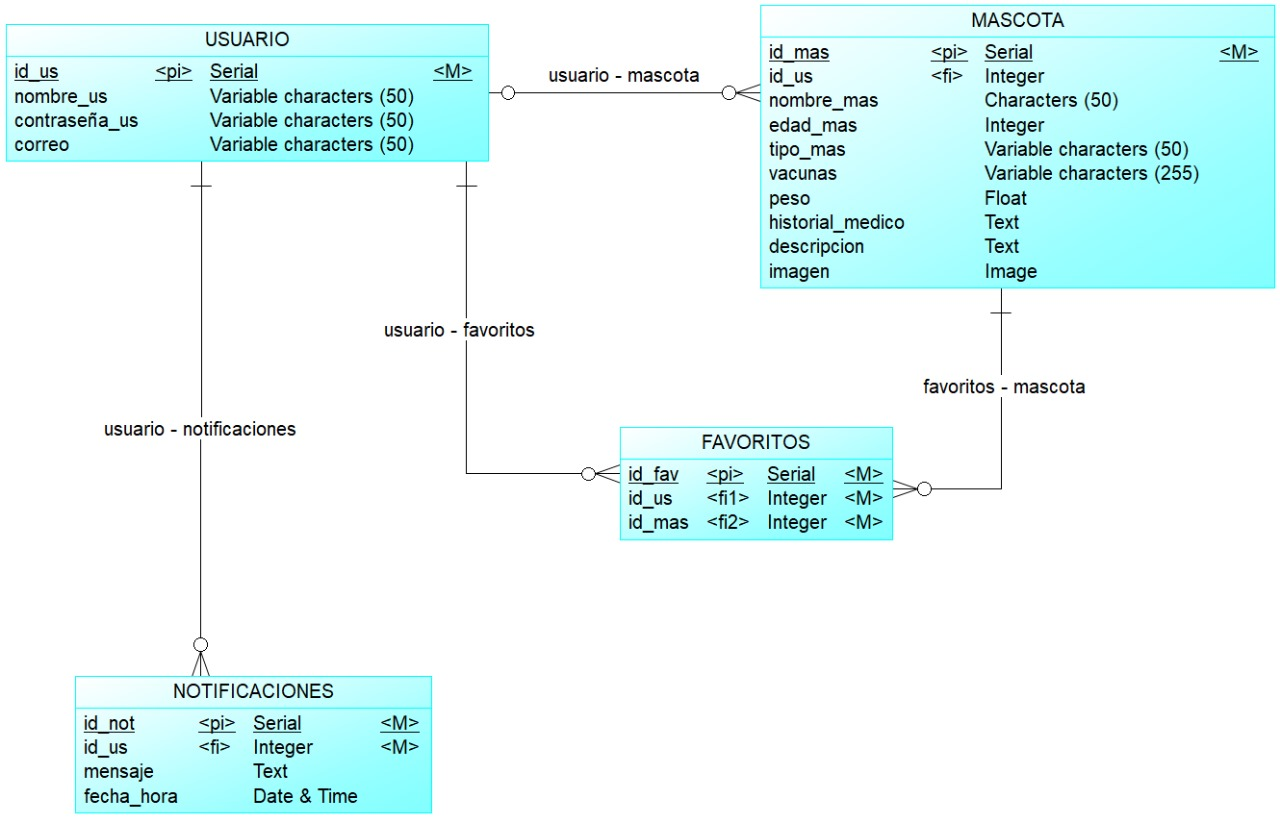 USUARIO
id_us <pi> Serial <M>
nombre_us Variable characters (50)
contraseña_us Variable characters (50)
correo Variable characters (50)
usuario - mascota
MASCOTA
id_mas <pi> Serial <M>
id_us <fi> Integer
nombre_mas Characters (50)
edad_mas Integer
tipo_mas Variable characters (50)
vacunas Variable characters (255)
peso Float
historial_medico Text
descripcion Text
imagen Image
usuario - favoritos
favoritos - mascota
usuario - notificaciones
FAVORITOS
id_fav <pi> Serial <M>
id_us <fi1> Integer <M>
id_mas <fi2> Integer <M>
NOTIFICACIONES
id_not <pi> Serial <M>
id_us <fi> Integer <M>
mensaje Text
fecha_hora Date & Time